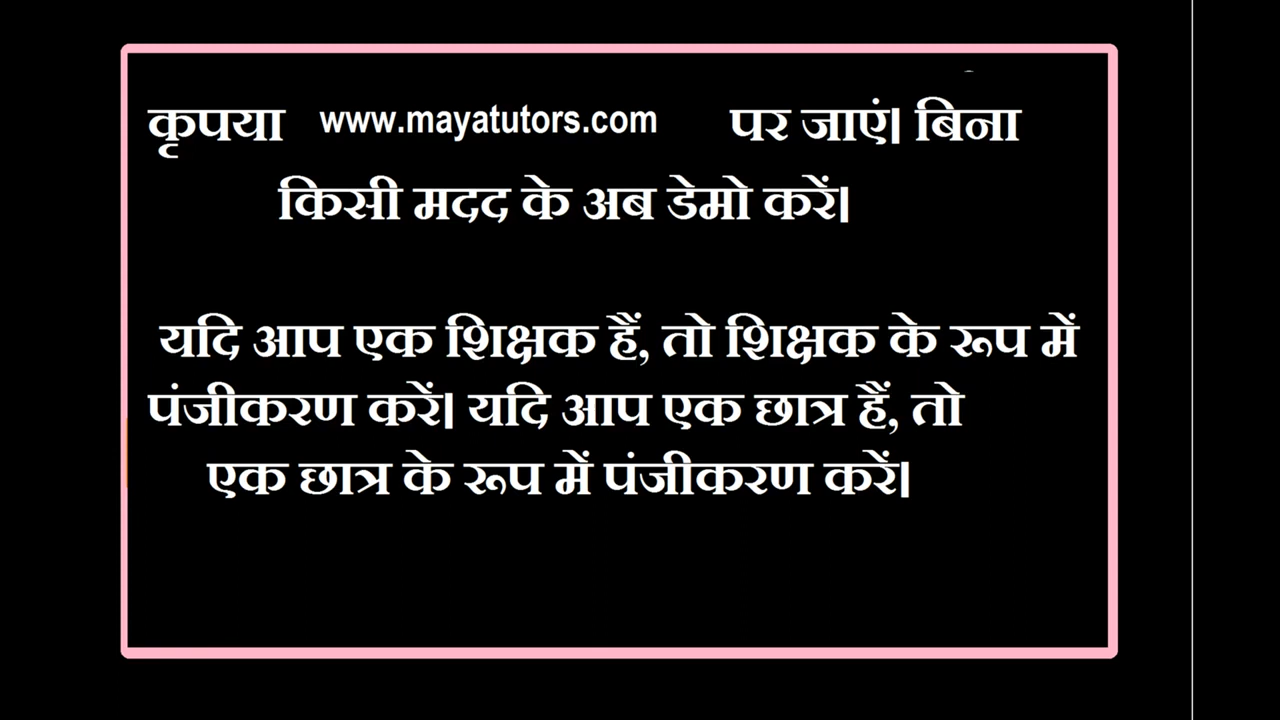 कृपया www.mayatutors.com पर जाएं। बिना
किसी मदद के अब डेमो करें।
यदि आप एक शिक्षक हैं, तो शिक्षक के रूप में
पंजीकरण करें। यदि आप एक छात्र हैं, तो
एक छात्र के रूप में पंजीकरण करें।